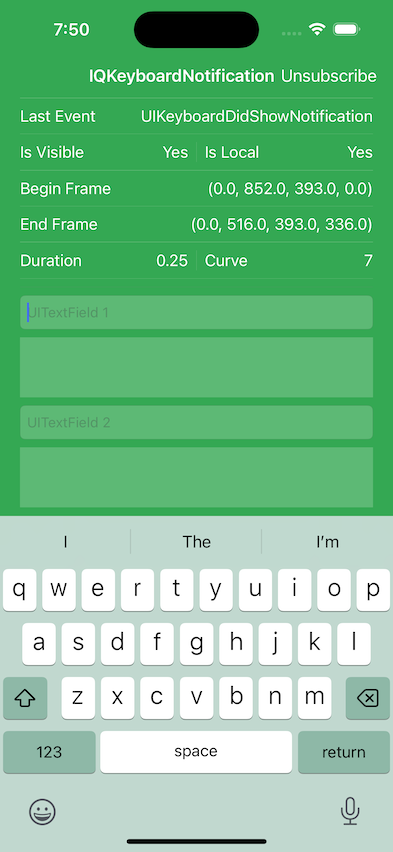 7:50
IQKeyboardNotification Unsubscribe
Last Event UIKeyboardDidShowNotification
Is Visible Yes Is Local Yes
Begin Frame (0.0, 852.0, 393.0, 0.0)
End Frame (0.0, 516.0, 393.0, 336.0)
Duration 0.25 Curve 7
UITextField 1
UITextField 2
I The I'm
q w e r t y u i o p
a s d f g h j k l
z x c v b n m
123 space return